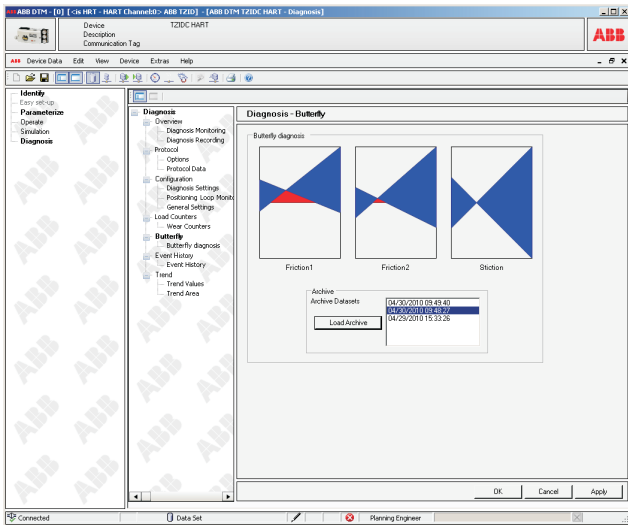 ABB DTM - [0] [<is HRT - HART Channel:0> ABB TZID] - [ABB DTM TZIDC HART - Diagnosis]
Device TZIDC HART
Description
Communication Tag
ABB
ABB Device Data Edit View Device Extras Help
Identify
Easy set-up
Parameterize
Operate
Simulation
Diagnosis
Diagnosis
Overview
Diagnosis Monitoring
Diagnosis Recording
Protocol
Options
Protocol Data
Configuration
Diagnosis Settings
Positioning Loop Monito
General Settings
Load Counters
Wear Counters
Butterfly
Butterfly diagnosis
Event History
Event History
Trend
Trend Values
Trend Area
Diagnosis - Butterfly
Butterfly diagnosis
Friction1 Friction2 Stiction
Archive
Archive Datasets
04/30/2010 09:49:40
04/30/2010 09:48:27
04/29/2010 15:33:26
Load Archive
OK Cancel Apply
Connected Data Set Planning Engineer